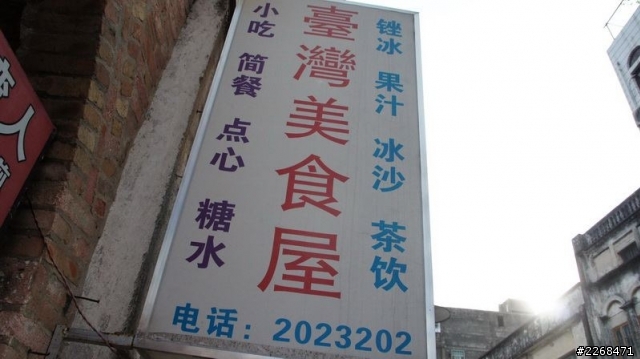 臺灣美食屋
锉冰 果汁 冰沙 茶饮
小吃 简餐 点心 糖水
电话：2023202
人
#2268471